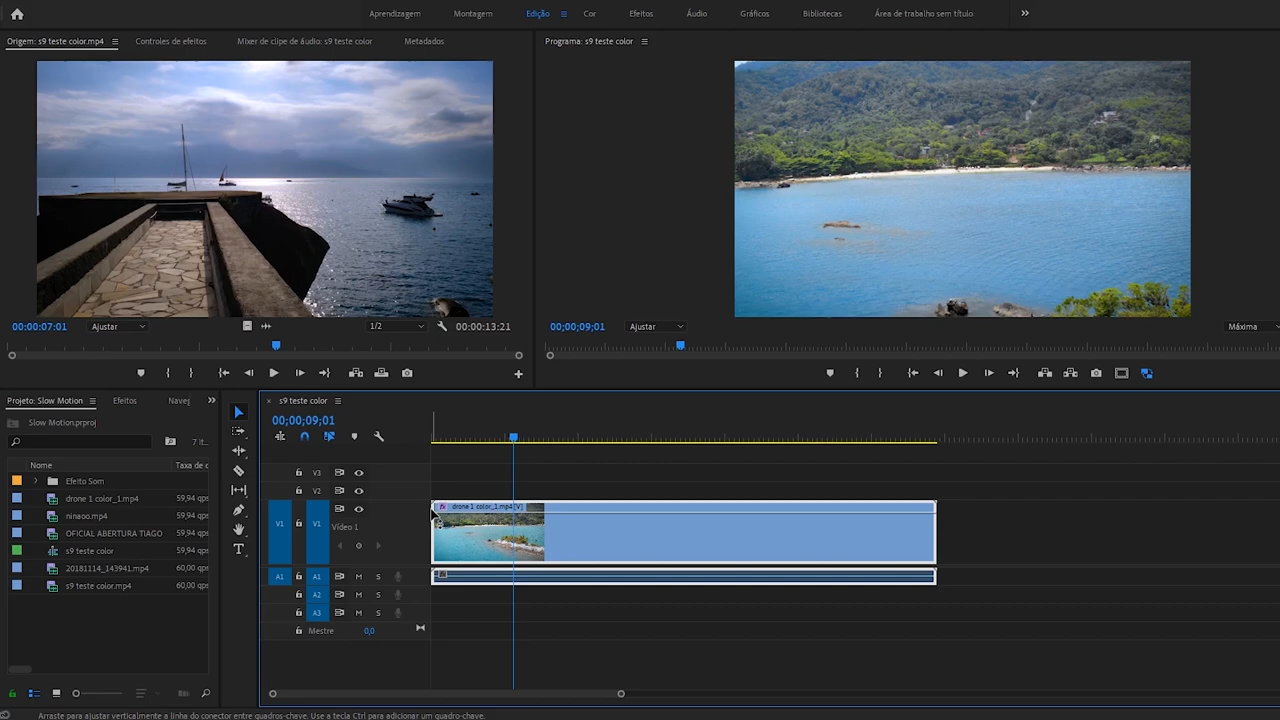 Aprendizagem Montagem Edição Cor Efeitos Áudio Gráficos Bibliotecas Área de trabalho sem título
Origem: s9 teste color.mp4 Controles de efeitos Mixer de clipe de áudio: s9 teste color Metadados
Programa: s9 teste color
00:00:07:01 Ajustar 1/2 00:00:13:21
00;00;09;01 Ajustar Máxima
Projeto: Slow Motion Efeitos Navej
Slow Motion.prproj
7 it...
Nome Taxa de c
Efeito Som
drone 1 color_1.mp4 59,94 qps
ninaoo.mp4 59,94 qps
OFICIAL ABERTURA TIAGO 59,94 qps
s9 teste color 59,94 qps
20181114_143941.mp4 60,00 qps
s9 teste color.mp4 60,00 qps
s9 teste color
00;00;09;01
V3
V2
V1 V1 Vídeo 1
drone 1 color_1.mp4 [V]
A1 A1 M S
A2 M S
A3 M S
Mestre 0,0
Arraste para ajustar verticalmente a linha do conector entre quadros-chave. Use a tecla Ctrl para adicionar um quadro-chave.